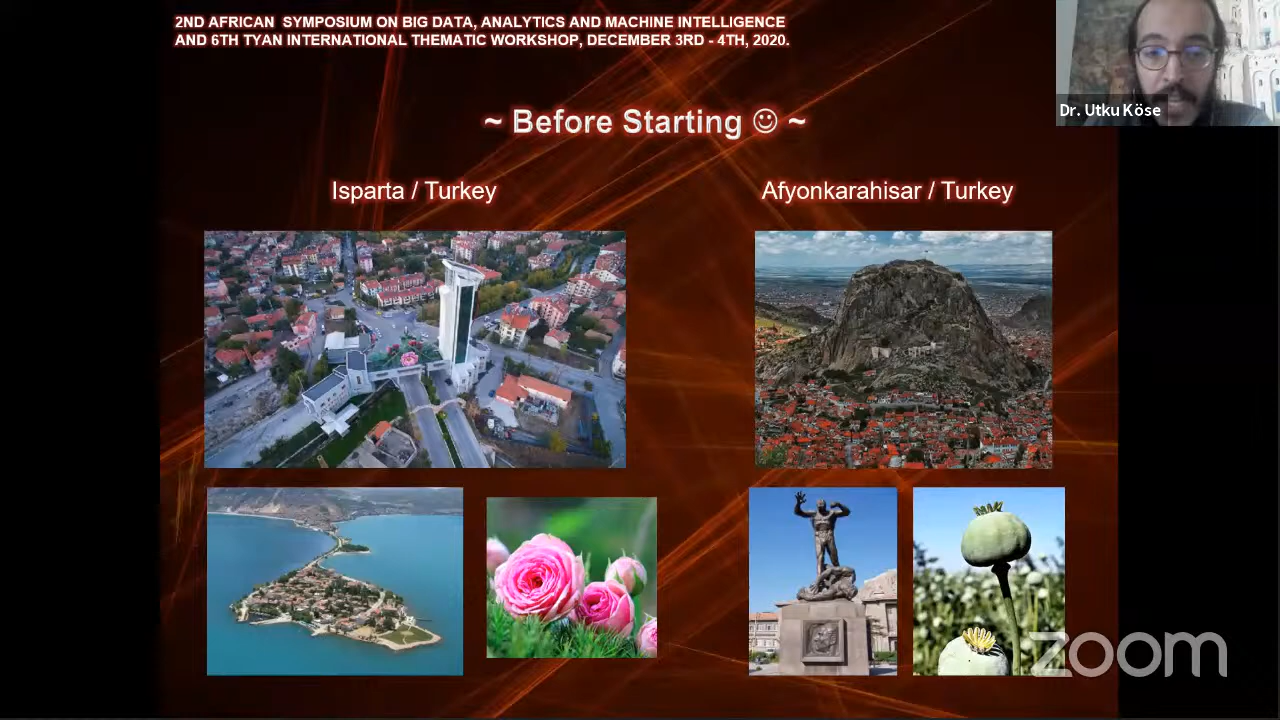 2ND AFRICAN SYMPOSIUM ON BIG DATA, ANALYTICS AND MACHINE INTELLIGENCE
AND 6TH TYAN INTERNATIONAL THEMATIC WORKSHOP, DECEMBER 3RD - 4TH, 2020.
Dr. Utku Köse
~ Before Starting ☺ ~
Isparta / Turkey
Afyonkarahisar / Turkey
zoom